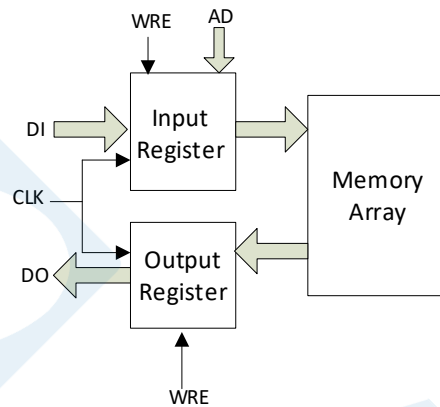 WRE
AD
DI
Input
Register
CLK
Memory
Array
DO
Output
Register
WRE